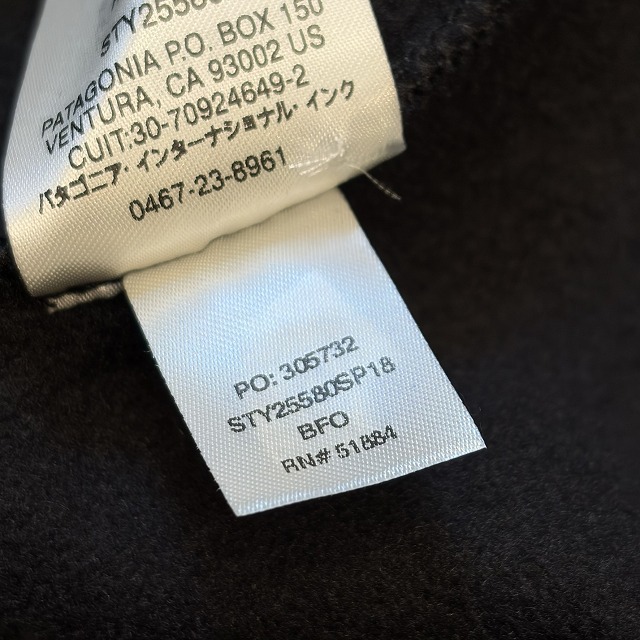 STY25580
PATAGONIA P.O. BOX 150
VENTURA, CA 93002 US
CUIT:30-70924649-2
パタゴニア・インターナショナル・インク
0467-23-8961
PO: 305732
STY25580SP18
BFO
RN# 51884